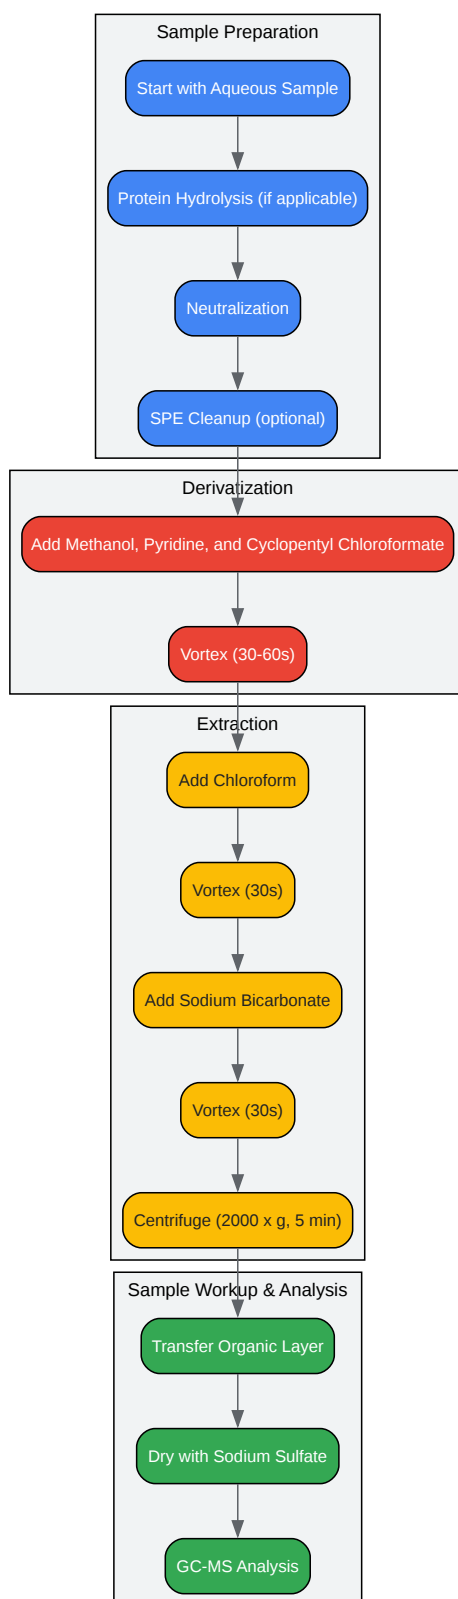 Sample Preparation
Start with Aqueous Sample
Protein Hydrolysis (if applicable)
Neutralization
SPE Cleanup (optional)
Derivatization
Add Methanol, Pyridine, and Cyclopentyl Chloroformate
Vortex (30-60s)
Extraction
Add Chloroform
Vortex (30s)
Add Sodium Bicarbonate
Vortex (30s)
Centrifuge (2000 x g, 5 min)
Sample Workup & Analysis
Transfer Organic Layer
Dry with Sodium Sulfate
GC-MS Analysis